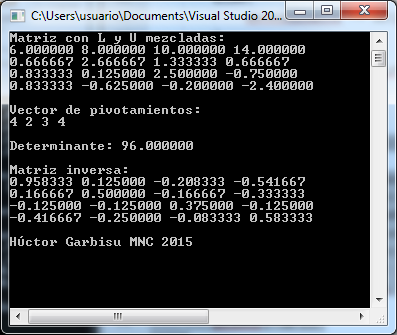 C:\Users\usuario\Documents\Visual Studio 20...
Matriz con L y U mezcladas:
6.000000 8.000000 10.000000 14.000000
0.666667 2.666667 1.333333 0.666667
0.833333 0.125000 2.500000 -0.750000
0.833333 -0.625000 -0.200000 -2.400000
Vector de pivotamientos:
4 2 3 4
Determinante: 96.000000
Matriz inversa:
0.958333 0.125000 -0.208333 -0.541667
0.166667 0.500000 -0.166667 -0.333333
-0.125000 -0.125000 0.375000 -0.125000
-0.416667 -0.250000 -0.083333 0.583333
Húctor Garbisu MNC 2015